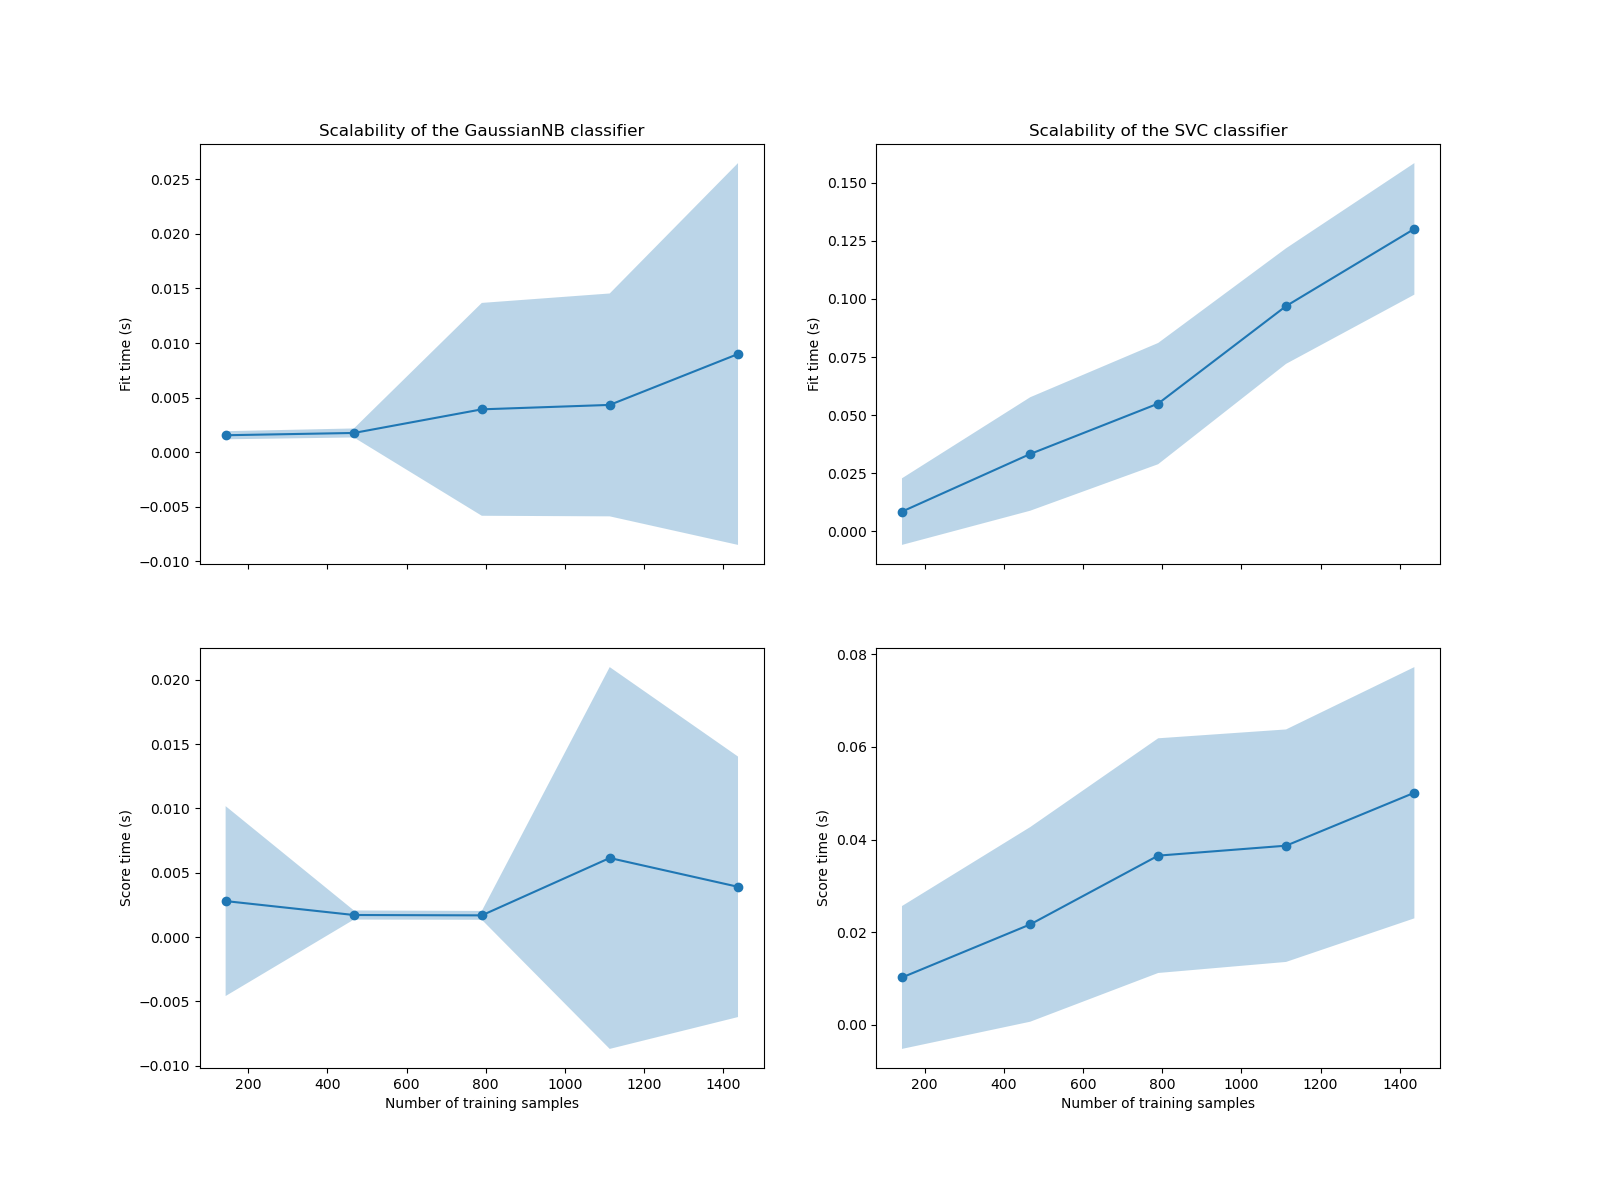 Scalability of the GaussianNB classifier
0.025
0.020
0.015
0.010
0.005
0.000
−0.005
−0.010
Fit time (s)
Scalability of the SVC classifier
0.150
0.125
0.100
0.075
0.050
0.025
0.000
Fit time (s)
0.020
0.015
0.010
0.005
0.000
−0.005
−0.010
Score time (s)
200 400 600 800 1000 1200 1400
Number of training samples
0.08
0.06
0.04
0.02
0.00
Score time (s)
200 400 600 800 1000 1200 1400
Number of training samples